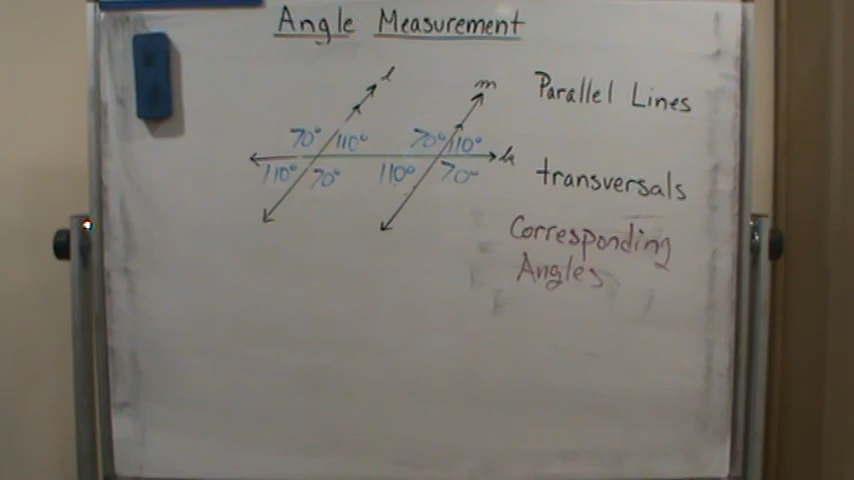 Angle Measurement
l
m
Parallel Lines
70° 110° 70° 110°
k
110° 70° 110° 70°
transversals
Corresponding
Angles